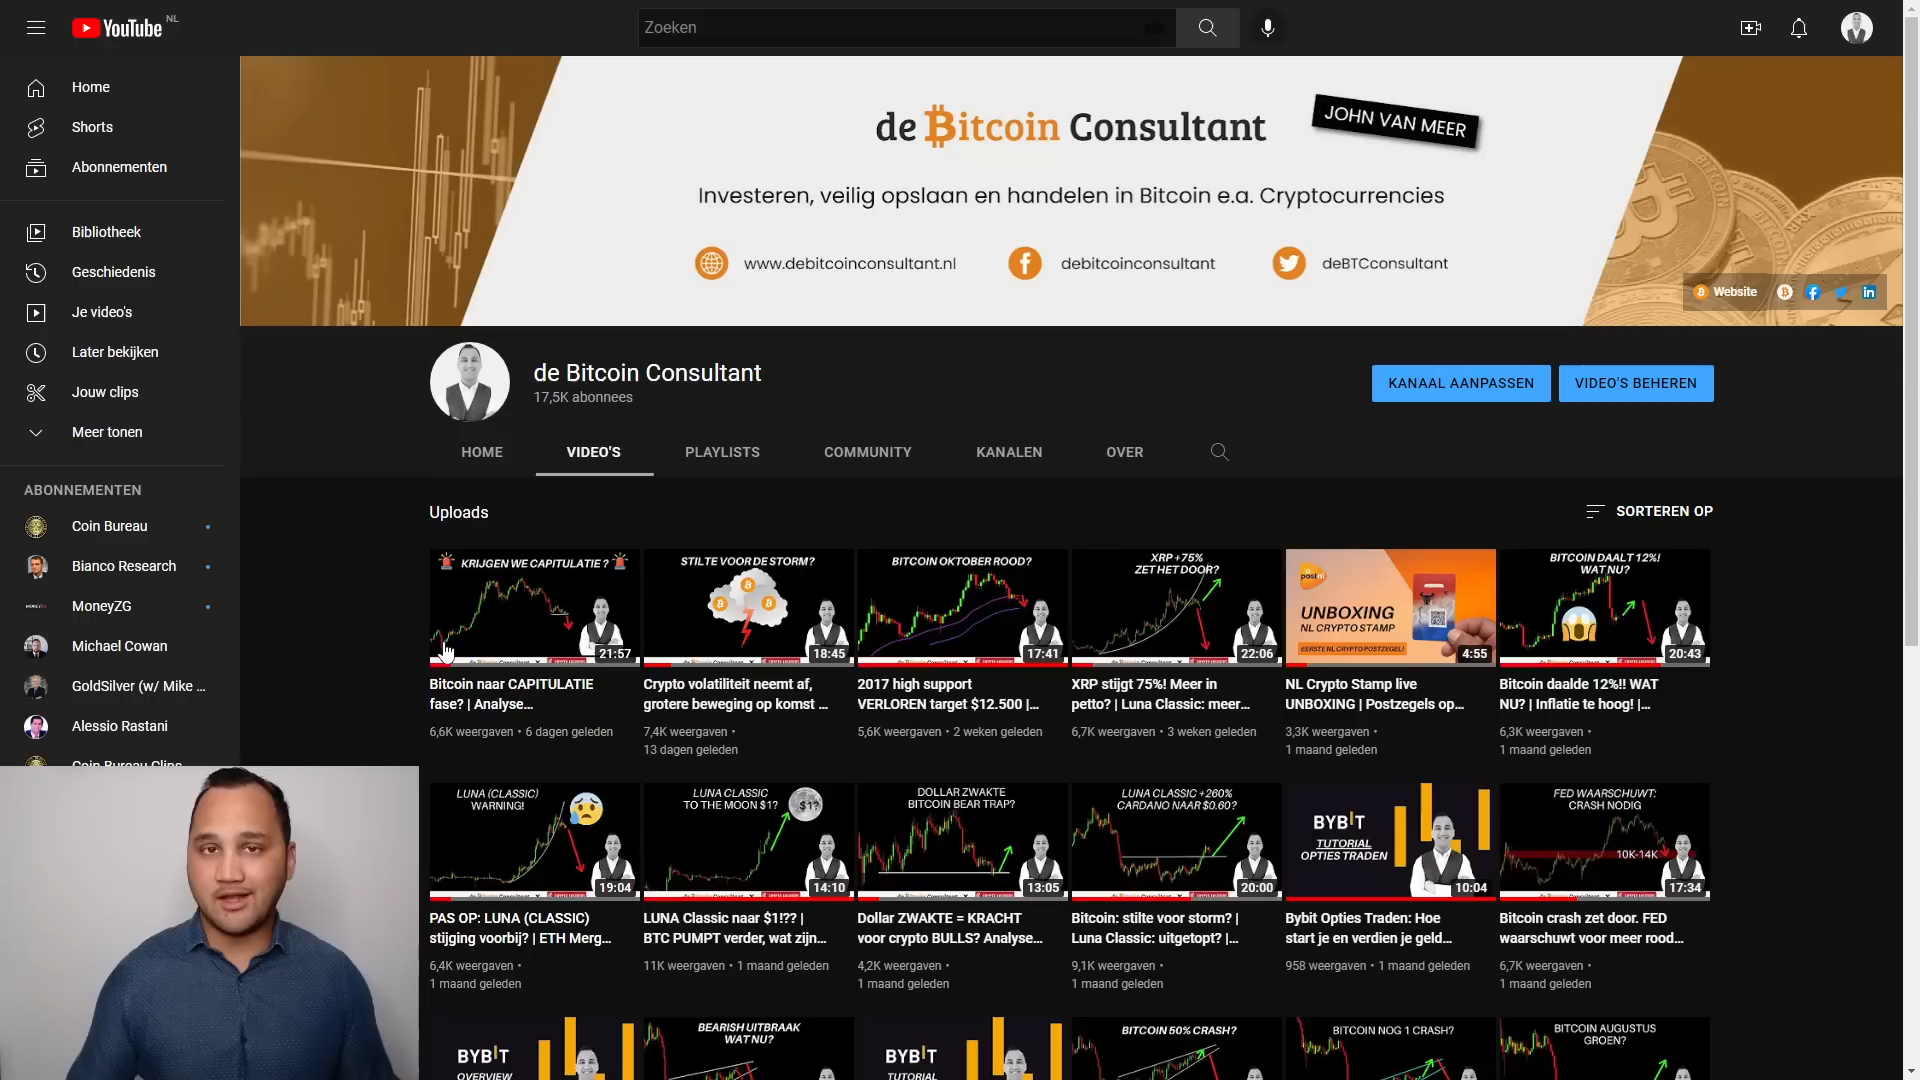 YouTube NL
Zoeken
Home
Shorts
Abonnementen
Bibliotheek
Geschiedenis
Je video's
Later bekijken
Jouw clips
Meer tonen
ABONNEMENTEN
Coin Bureau
Bianco Research
MoneyZG
Michael Cowan
GoldSilver (w/ Mike ...
Alessio Rastani
Coin Bureau Clips
de Bitcoin Consultant
JOHN VAN MEER
Investeren, veilig opslaan en handelen in Bitcoin e.a. Cryptocurrencies
www.debitcoinconsultant.nl
debitcoinconsultant
deBTCconsultant
Website
de Bitcoin Consultant
17,5K abonnees
KANAAL AANPASSEN
VIDEO'S BEHEREN
HOME
VIDEO'S
PLAYLISTS
COMMUNITY
KANALEN
OVER
Uploads
SORTEREN OP
KRIJGEN WE CAPITULATIE ?
21:57
Bitcoin naar CAPITULATIE
fase? | Analyse...
6,6K weergaven • 6 dagen geleden
STILTE VOOR DE STORM?
18:45
Crypto volatiliteit neemt af,
grotere beweging op komst ...
7,4K weergaven •
13 dagen geleden
BITCOIN OKTOBER ROOD?
17:41
2017 high support
VERLOREN target $12.500 |...
5,6K weergaven • 2 weken geleden
XRP +75%
ZET HET DOOR?
22:06
XRP stijgt 75%! Meer in
petto? | Luna Classic: meer...
6,7K weergaven • 3 weken geleden
postnl
UNBOXING
NL CRYPTO STAMP
EERSTE NL CRYPTO POSTZEGEL!
4:55
NL Crypto Stamp live
UNBOXING | Postzegels op...
3,3K weergaven •
1 maand geleden
BITCOIN DAALT 12%!
WAT NU?
20:43
Bitcoin daalde 12%!! WAT
NU? | Inflatie te hoog! |...
6,3K weergaven •
1 maand geleden
LUNA (CLASSIC)
WARNING!
19:04
PAS OP: LUNA (CLASSIC)
stijging voorbij? | ETH Merg...
6,4K weergaven •
1 maand geleden
LUNA CLASSIC
TO THE MOON $1?
$1?
14:10
LUNA Classic naar $1!?? |
BTC PUMPT verder, wat zijn...
11K weergaven • 1 maand geleden
DOLLAR ZWAKTE
BITCOIN BEAR TRAP?
13:05
Dollar ZWAKTE = KRACHT
voor crypto BULLS? Analyse...
4,2K weergaven •
1 maand geleden
LUNA CLASSIC +260%
CARDANO NAAR $0.60?
20:00
Bitcoin: stilte voor storm? |
Luna Classic: uitgetopt? |...
9,1K weergaven •
1 maand geleden
BYBIT
TUTORIAL
OPTIES TRADEN
10:04
Bybit Opties Traden: Hoe
start je en verdien je geld...
958 weergaven • 1 maand geleden
FED WAARSCHUWT:
CRASH NODIG
10K-14K
17:34
Bitcoin crash zet door. FED
waarschuwt voor meer rood...
6,7K weergaven •
1 maand geleden
BYBIT
OVERVIEW
BEARISH UITBRAAK
WAT NU?
BYBIT
TUTORIAL
BITCOIN 50% CRASH?
BITCOIN NOG 1 CRASH?
BITCOIN AUGUSTUS
GROEN?